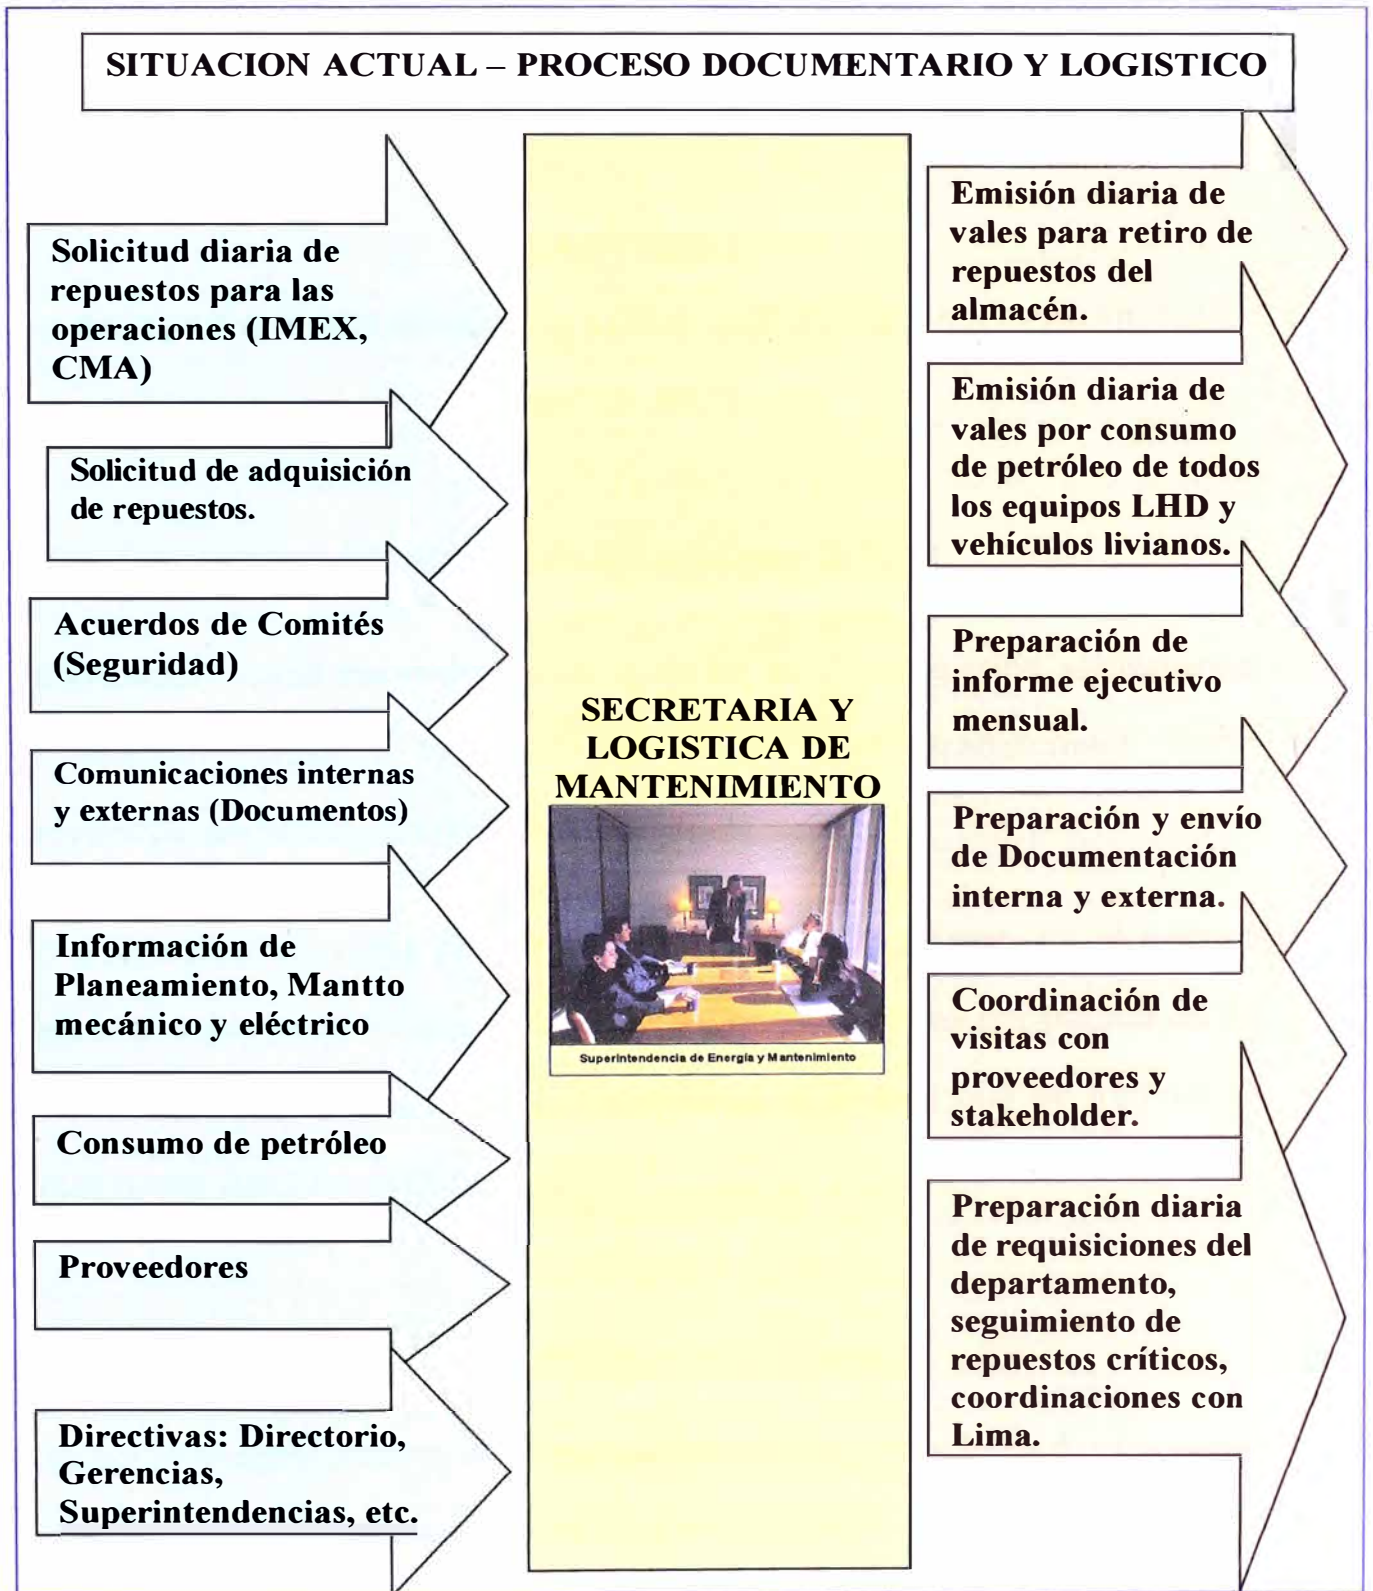 SITUACION ACTUAL – PROCESO DOCUMENTARIO Y LOGISTICO
Solicitud diaria de
repuestos para las
operaciones (IMEX,
CMA)
Solicitud de adquisición
de repuestos.
Acuerdos de Comités
(Seguridad)
Comunicaciones internas
y externas (Documentos)
Información de
Planeamiento, Mantto
mecánico y eléctrico
Consumo de petróleo
Proveedores
Directivas: Directorio,
Gerencias,
Superintendencias, etc.
SECRETARIA Y
LOGISTICA DE
MANTENIMIENTO
Superintendencia de Energía y Mantenimiento
Emisión diaria de
vales para retiro de
repuestos del
almacén.
Emisión diaria de
vales por consumo
de petróleo de todos
los equipos LHD y
vehículos livianos.
Preparación de
informe ejecutivo
mensual.
Preparación y envío
de Documentación
interna y externa.
Coordinación de
visitas con
proveedores y
stakeholder.
Preparación diaria
de requisiciones del
departamento,
seguimiento de
repuestos críticos,
coordinaciones con
Lima.